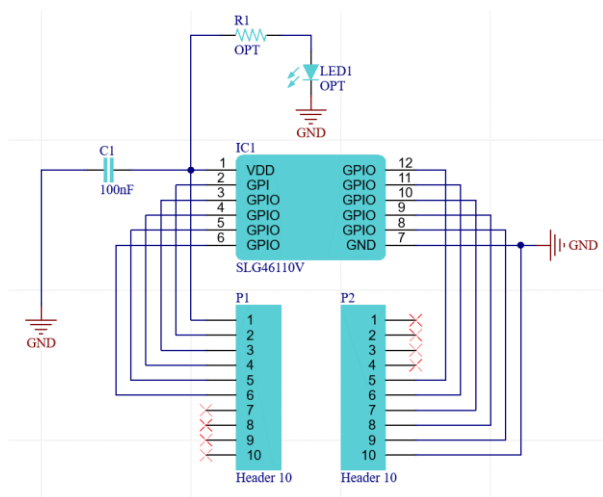 R1
OPT
LED1
OPT
GND
C1
100nF
IC1
1 VDD GPIO 12
2 GPI GPIO 11
3 GPIO GPIO 10
4 GPIO GPIO 9
5 GPIO GPIO 8
6 GPIO GND 7
GND
SLG46110V
GND
P1 P2
1 1
2 2
3 3
4 4
5 5
6 6
7 7
8 8
9 9
10 10
Header 10 Header 10